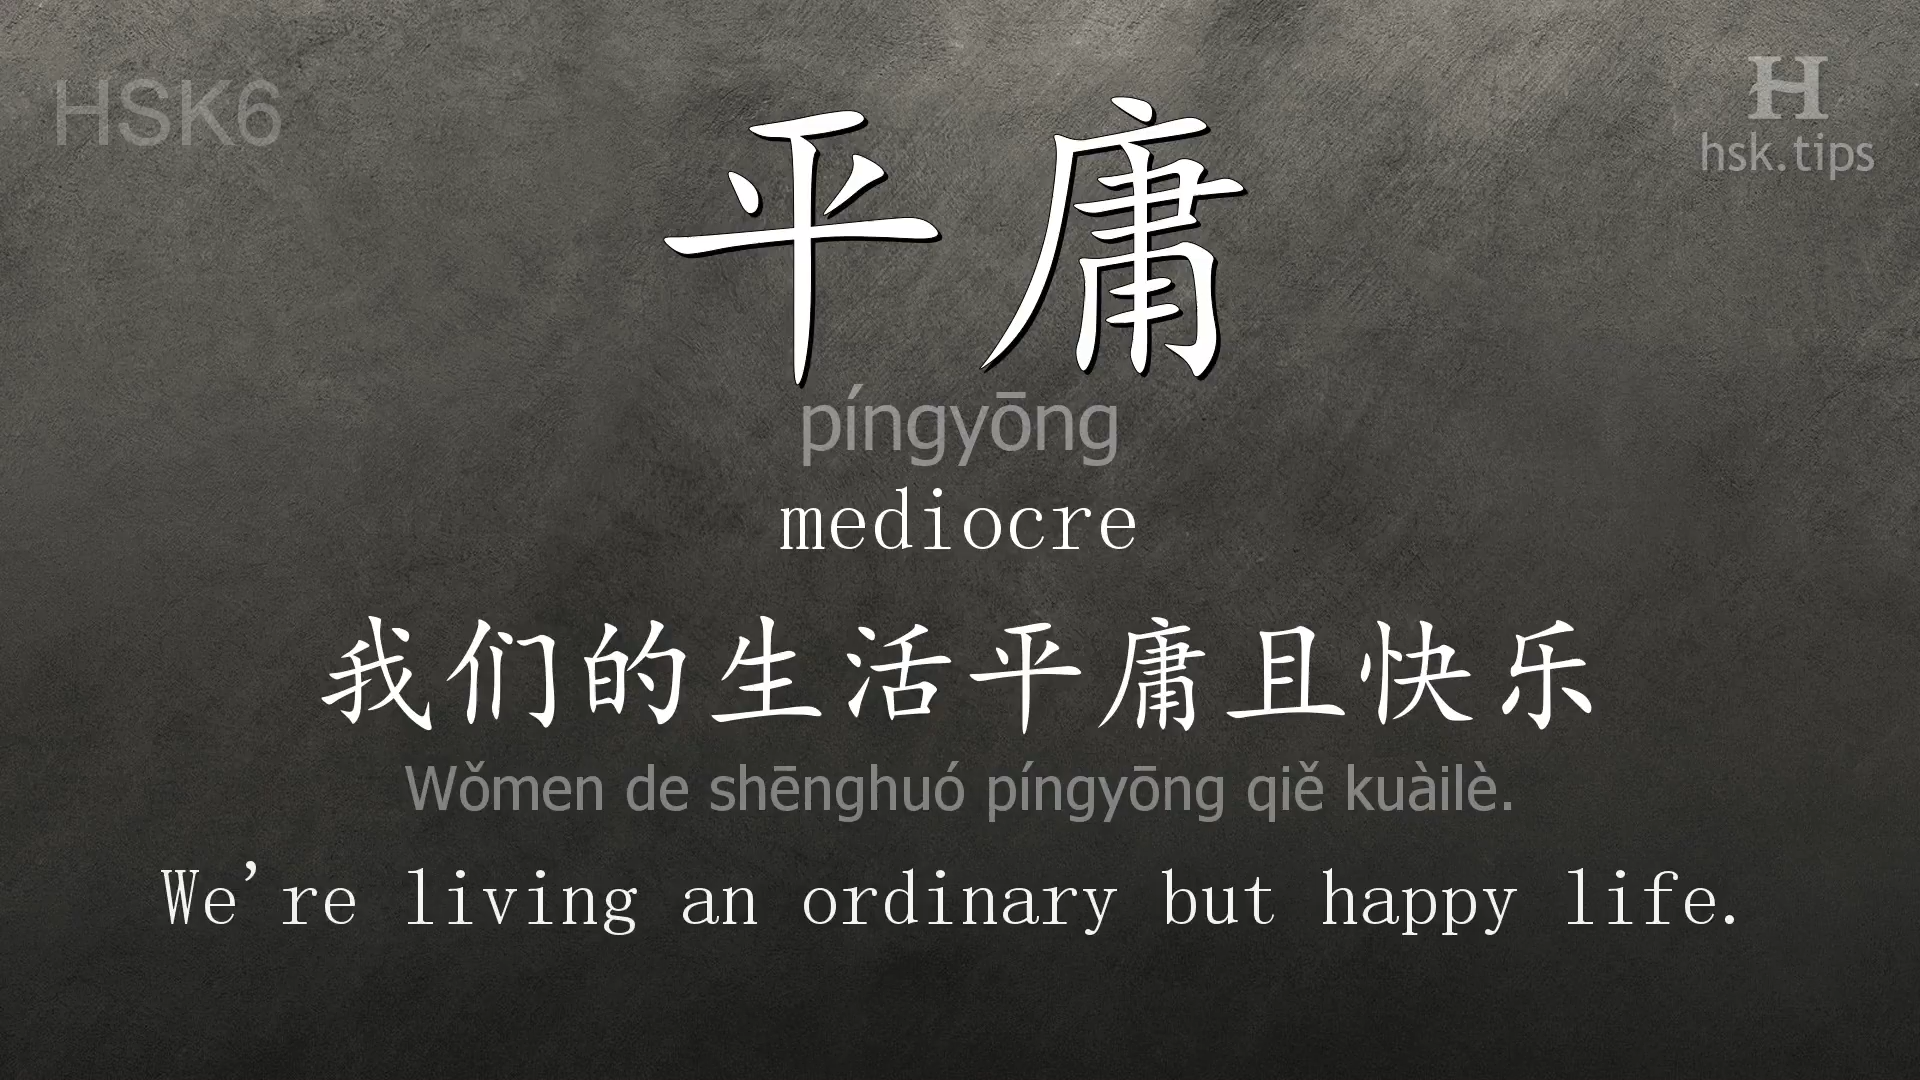 HSK6
H
hsk.tips
平庸
píngyōng
mediocre
我们的生活平庸且快乐
Wǒmen de shēnghuó píngyōng qiě kuàilè.
We're living an ordinary but happy life.